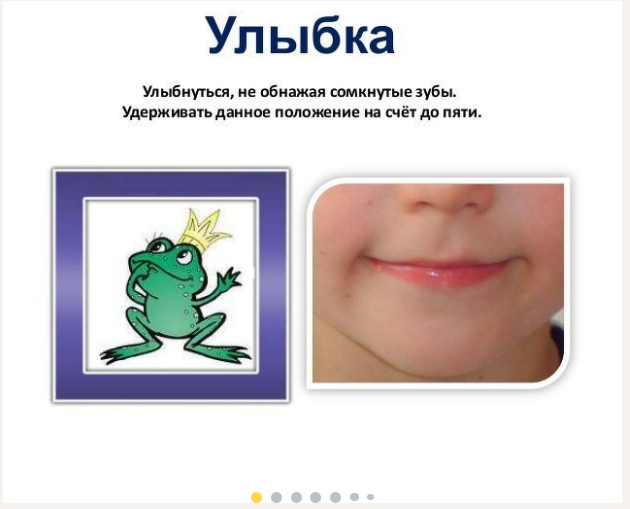 Улыбка
Улыбнуться, не обнажая сомкнутые зубы.
Удерживать данное положение на счёт до пяти.